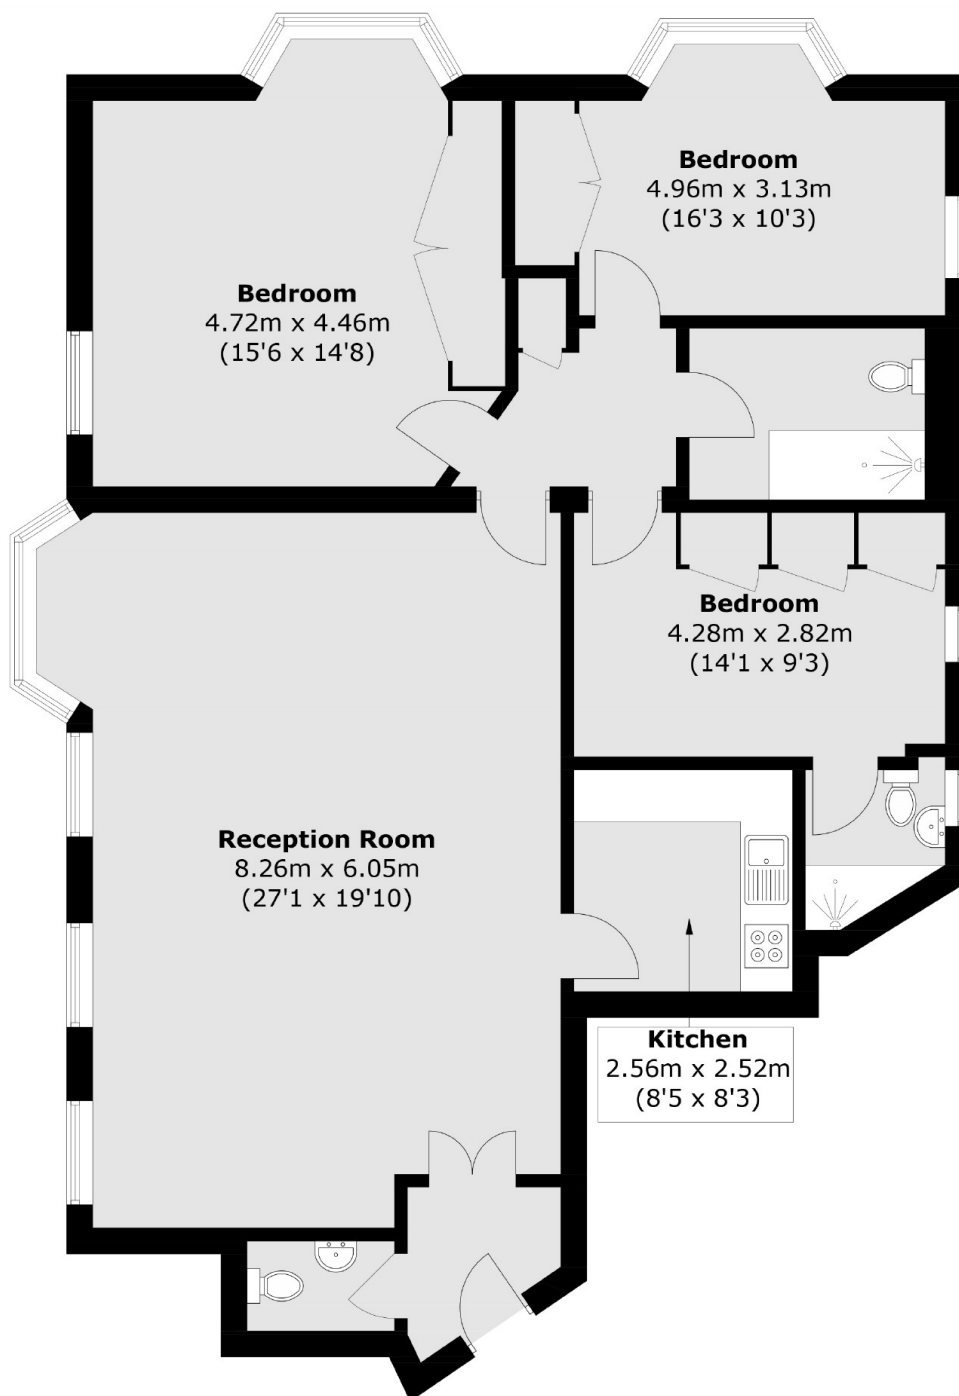 Bedroom
4.96m x 3.13m
(16'3 x 10'3)
Bedroom
4.72m x 4.46m
(15'6 x 14'8)
Bedroom
4.28m x 2.82m
(14'1 x 9'3)
Reception Room
8.26m x 6.05m
(27'1 x 19'10)
Kitchen
2.56m x 2.52m
(8'5 x 8'3)